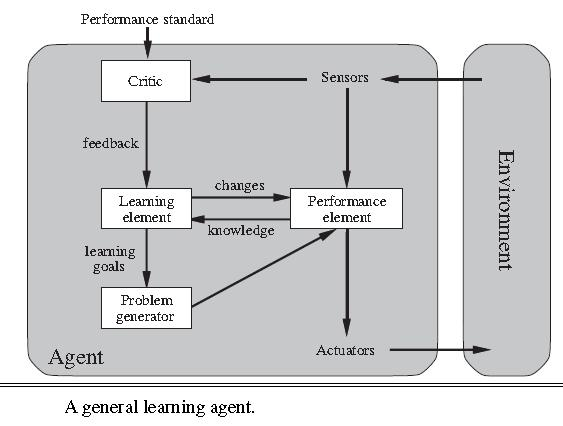 Performance standard
Critic
Sensors
feedback
changes
Learning
element
Performance
element
knowledge
learning
goals
Problem
generator
Actuators
Agent
Environment
A general learning agent.